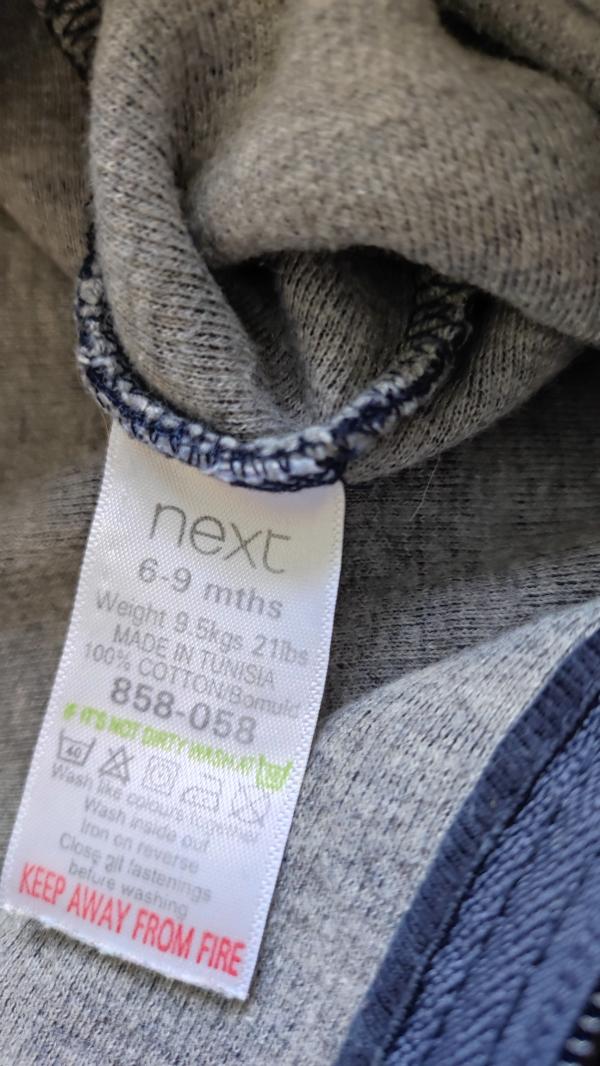 next
6-9 mths
Weight 9.5kgs 21lbs
MADE IN TUNISIA
100% COTTON/Bomuld
858-058
IF IT'S NOT DIRTY WASH AT 30
40
Wash like colours together
Wash inside out
Iron on reverse
Close all fastenings
before washing
KEEP AWAY FROM FIRE